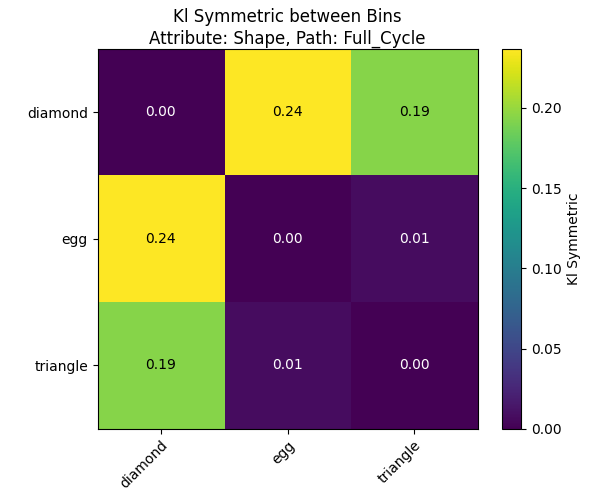 Kl Symmetric between Bins
Attribute: Shape, Path: Full_Cycle
diamond 0.00 0.24 0.19
egg 0.24 0.00 0.01
triangle 0.19 0.01 0.00
diamond egg triangle
0.20
0.15
0.10
0.05
0.00
Kl Symmetric